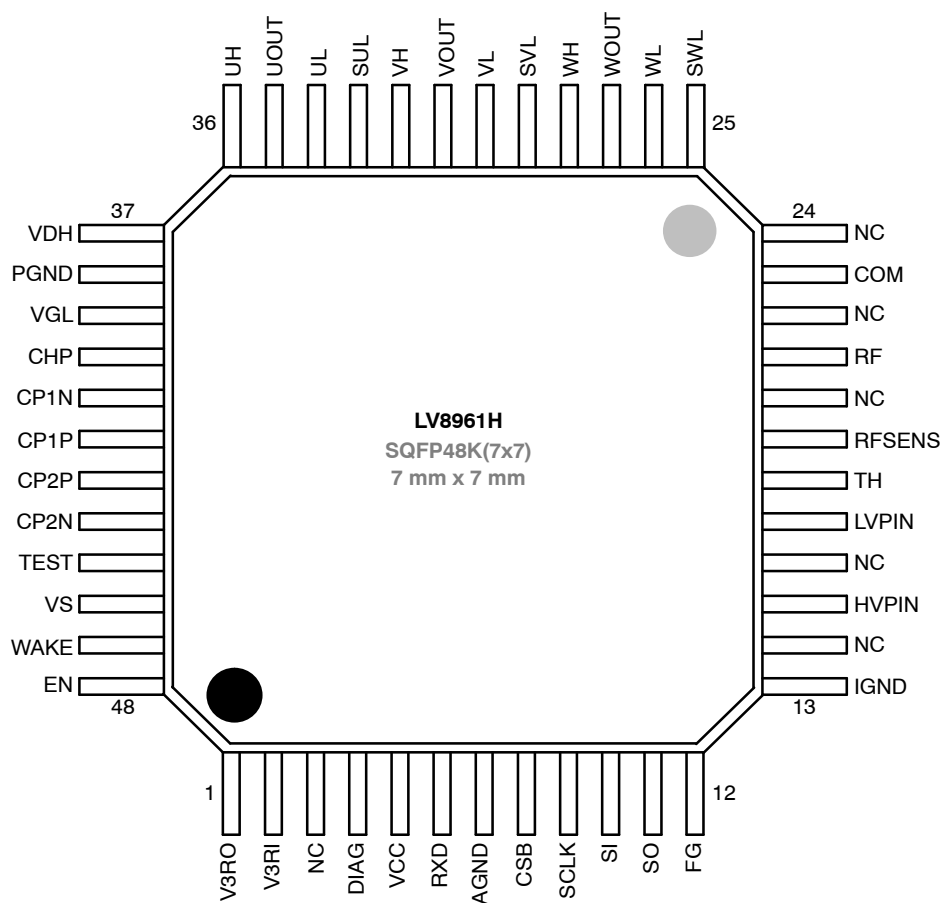 UH
UOUT
UL
SUL
VH
VOUT
VL
SVL
WH
WOUT
WL
SWL
36
25
37
24
VDH
PGND
VGL
CHP
CP1N
CP1P
CP2P
CP2N
TEST
VS
WAKE
EN
48
LV8961H
SQFP48K(7x7)
7 mm x 7 mm
NC
COM
NC
RF
NC
RFSENS
TH
LVPIN
NC
HVPIN
NC
IGND
13
1
12
V3RO
V3RI
NC
DIAG
VCC
RXD
AGND
CSB
SCLK
SI
SO
FG